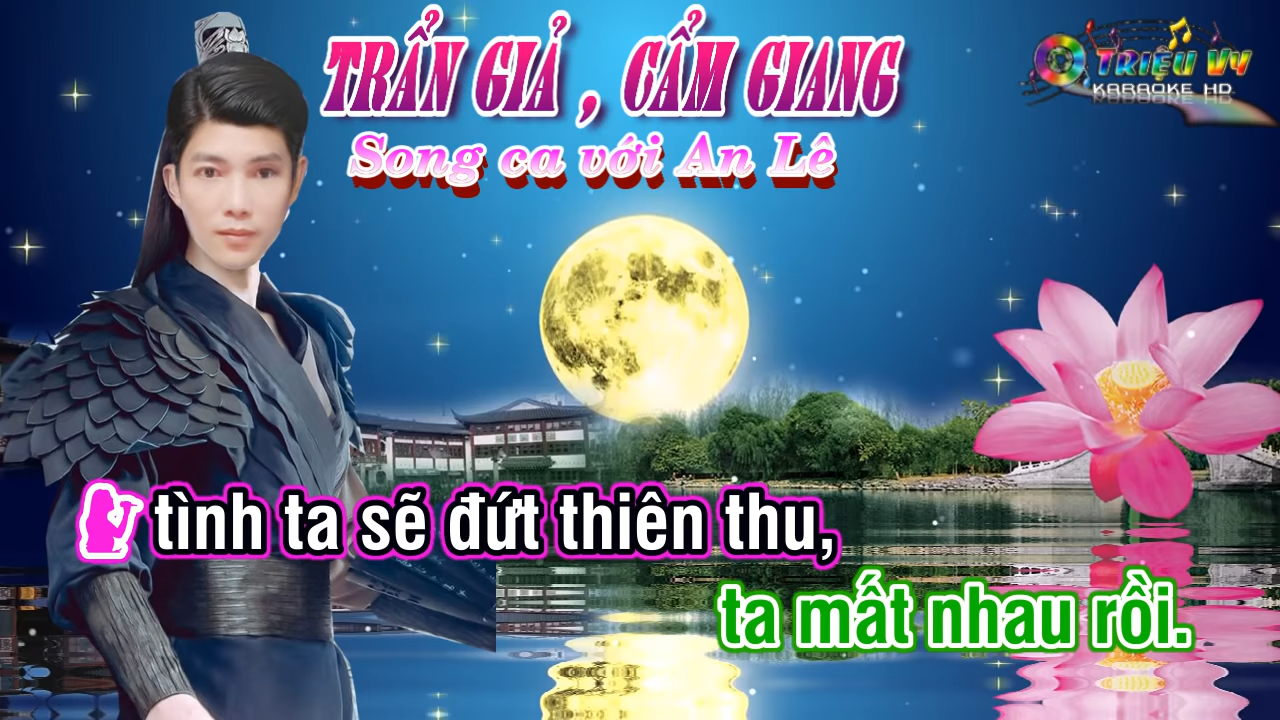 TRẨN GIẢ , CẨM GIANG
Song ca với An Lê
TRIỆU VY
KARAOKE HD
tình ta sẽ đứt thiên thu,
ta mất nhau rồi.